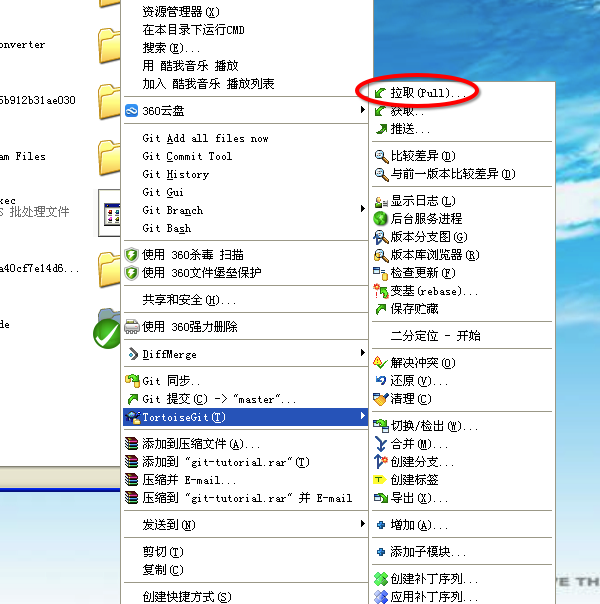 onverter
5b912b31ae030
am Files
xec
S 批处理文件
a40cf7e14d6...
de
资源管理器(X)
在本目录下运行CMD
搜索(E)...
用 酷我音乐 播放
加入 酷我音乐 播放列表
360云盘
Git Add all files now
Git Commit Tool
Git History
Git Gui
Git Branch
Git Bash
使用 360杀毒 扫描
使用 360文件堡垒保护
共享和安全(H)...
使用 360强力删除
DiffMerge
Git 同步..
Git 提交(C) -> "master"...
TortoiseGit(T)
添加到压缩文件(A)...
添加到 "git-tutorial.rar"(T)
压缩并 E-mail...
压缩到 "git-tutorial.rar" 并 E-mail
发送到(N)
剪切(T)
复制(C)
创建快捷方式(S)
拉取(Pull)...
获取..
推送...
比较差异(D)
与前一版本比较差异(D)
显示日志(L)
后台服务进程
版本分支图(G)
版本库浏览器(R)
检查更新(F)
变基(rebase)...
保存贮藏
二分定位 - 开始
解决冲突(O)
还原(V)...
清理(C)
切换/检出(W)...
合并(M)...
创建分支...
创建标签
导出(X)...
增加(A)...
添加子模块...
创建补丁序列...
应用补丁序列...
VE TH